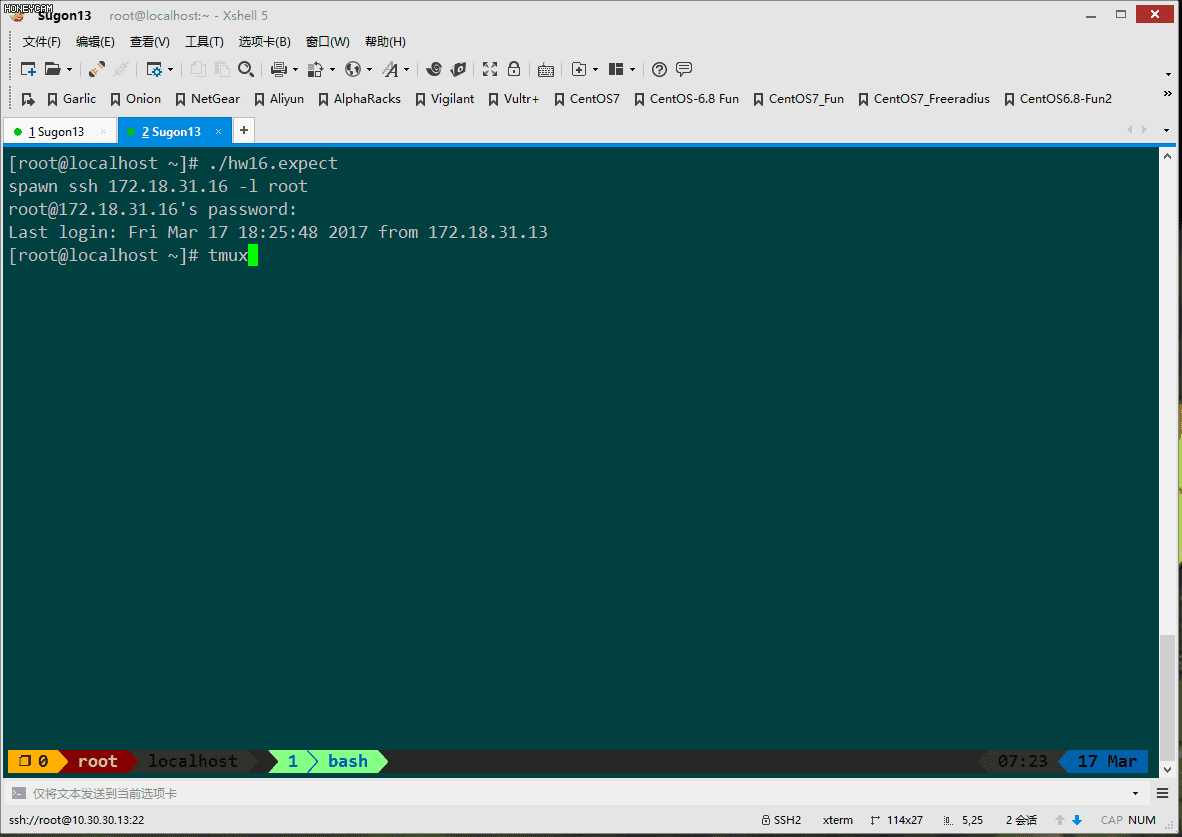 HONEYCAM
Sugon13 root@localhost:~ - Xshell 5
文件(F) 编辑(E) 查看(V) 工具(T) 选项卡(B) 窗口(W) 帮助(H)
Garlic Onion NetGear Aliyun AlphaRacks Vigilant Vultr+ CentOS7 CentOS-6.8 Fun CentOS7_Fun CentOS7_Freeradius CentOS6.8-Fun2 »
1 Sugon13 × 2 Sugon13 × +
[root@localhost ~]# ./hw16.expect
spawn ssh 172.18.31.16 -l root
root@172.18.31.16's password:
Last login: Fri Mar 17 18:25:48 2017 from 172.18.31.13
[root@localhost ~]# tmux
0 root localhost 1 bash 07:23 17 Mar
仅将文本发送到当前选项卡
ssh://root@10.30.30.13:22 SSH2 xterm 114x27 5,25 2 会话 CAP NUM